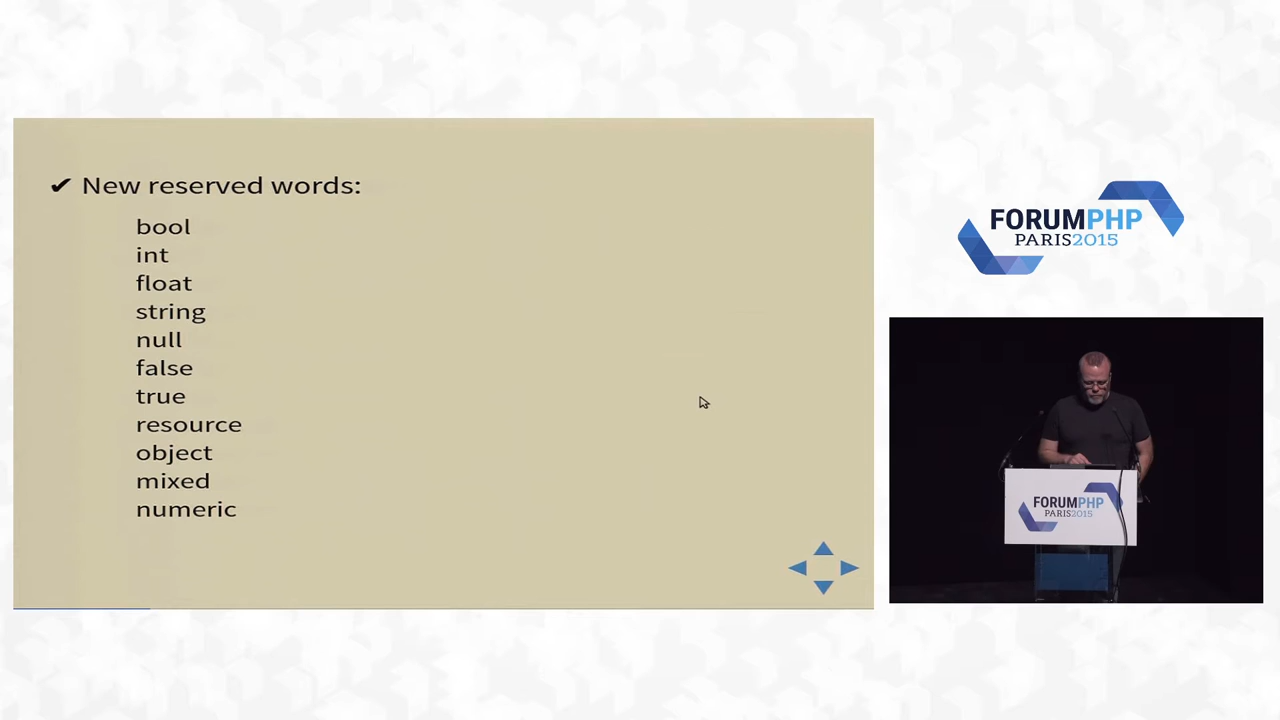 ✔ New reserved words:
bool
int
float
string
null
false
true
resource
object
mixed
numeric
FORUMPHP
PARIS2015
FORUMPHP
PARIS2015